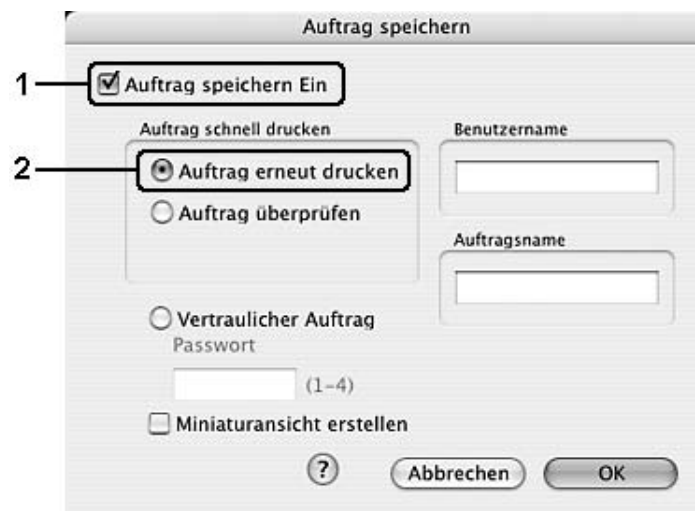 Auftrag speichern
1
Auftrag speichern Ein
Auftrag schnell drucken
2
Auftrag erneut drucken
Auftrag überprüfen
Benutzername
Auftragsname
Vertraulicher Auftrag
Passwort
(1-4)
Miniaturansicht erstellen
?
Abbrechen
OK